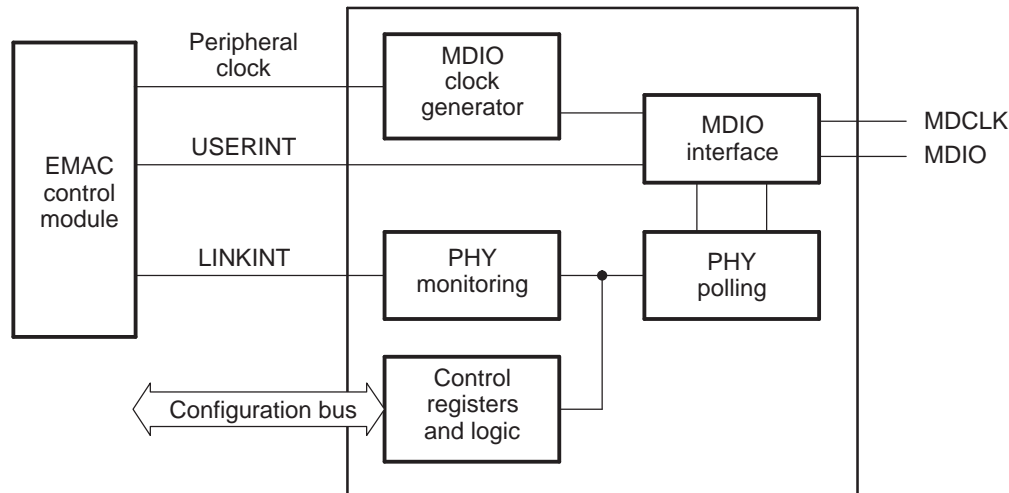 Peripheral
clock
MDIO
clock
generator
MDIO
interface
MDCLK
MDIO
USERINT
EMAC
control
module
LINKINT
PHY
monitoring
PHY
polling
Control
registers
and logic
Configuration bus